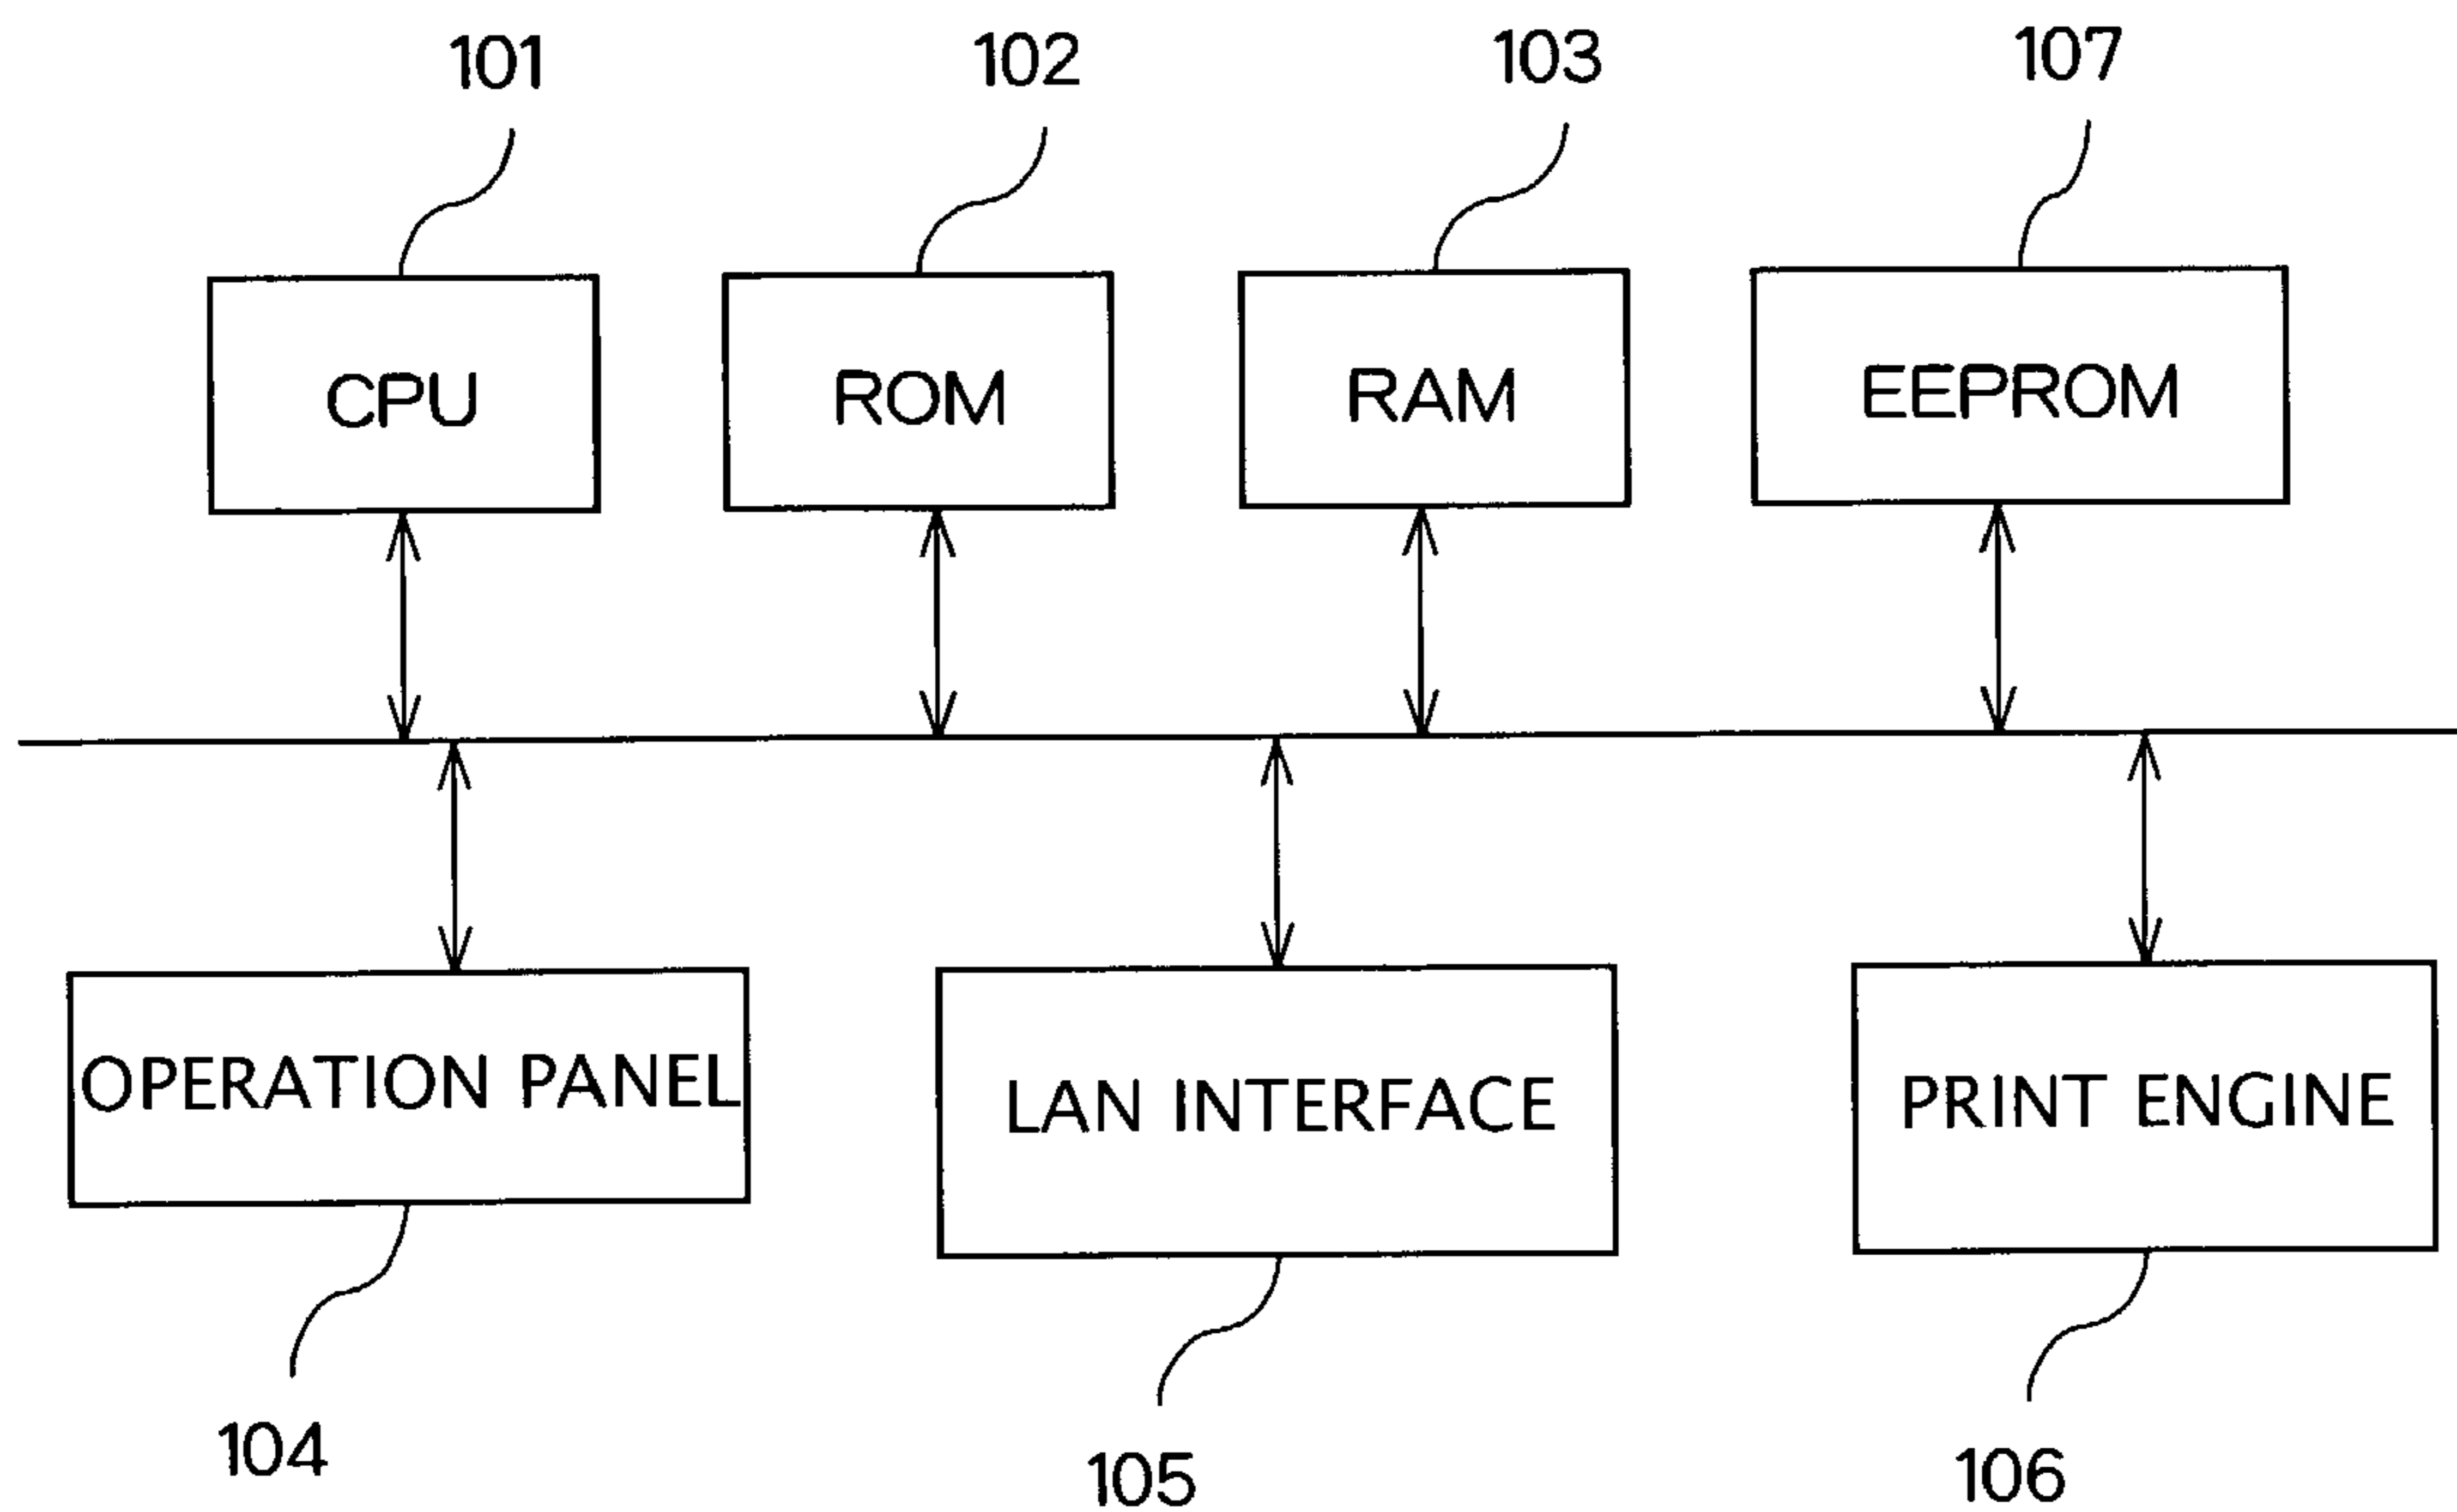 101
102
103
107
CPU
ROM
RAM
EEPROM
OPERATION PANEL
LAN INTERFACE
PRINT ENGINE
104
105
106